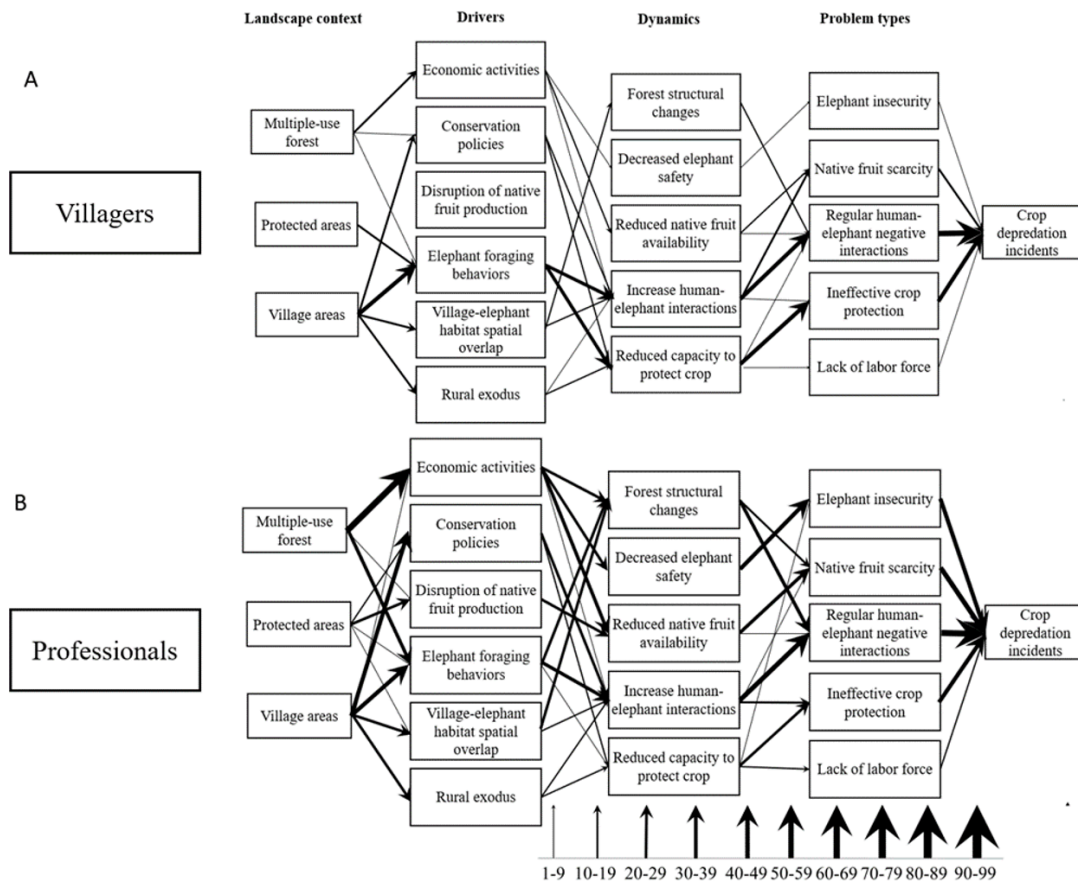 Landscape context
Drivers
Dynamics
Problem types
A
Villagers
Multiple-use
forest
Protected areas
Village areas
Economic activities
Conservation
policies
Disruption of native
fruit production
Elephant foraging
behaviors
Village-elephant
habitat spatial
overlap
Rural exodus
Forest structural
changes
Decreased elephant
safety
Reduced native fruit
availability
Increase human-
elephant interactions
Reduced capacity to
protect crop
Elephant insecurity
Native fruit scarcity
Regular human-
elephant negative
interactions
Ineffective crop
protection
Lack of labor force
Crop
depredation
incidents
B
Professionals
Multiple-use
forest
Protected areas
Village areas
Economic activities
Conservation
policies
Disruption of native
fruit production
Elephant foraging
behaviors
Village-elephant
habitat spatial
overlap
Rural exodus
Forest structural
changes
Decreased elephant
safety
Reduced native fruit
availability
Increase human-
elephant interactions
Reduced capacity to
protect crop
Elephant insecurity
Native fruit scarcity
Regular human-
elephant negative
interactions
Ineffective crop
protection
Lack of labor force
Crop
depredation
incidents
1-9 10-19 20-29 30-39 40-49 50-59 60-69 70-79 80-89 90-99